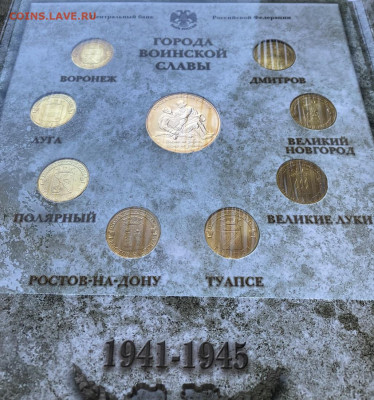 COINS.LAVE.RU
Центральный банк Российской Федерации
ГОРОДА
ВОИНСКОЙ
СЛАВЫ
ВОРОНЕЖ
ДМИТРОВ
ЛУГА
ВЕЛИКИЙ
НОВГОРОД
ПОЛЯРНЫЙ
ВЕЛИКИЕ ЛУКИ
РОСТОВ-НА-ДОНУ
ТУАПСЕ
1941-1945